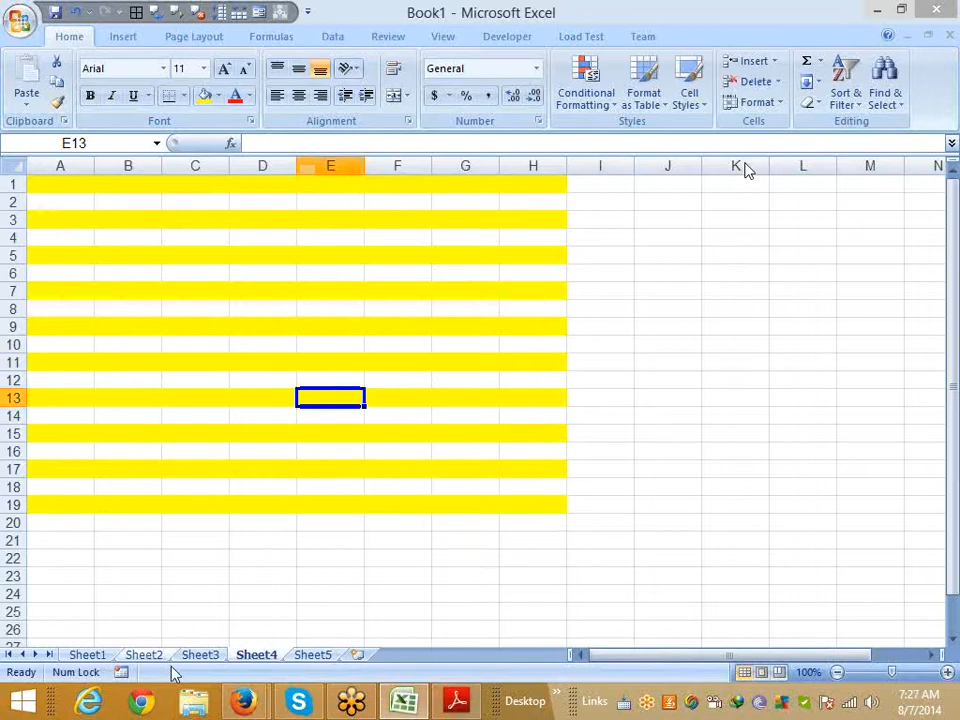 Book1 - Microsoft Excel
Home Insert Page Layout Formulas Data Review View Developer Load Test Team
Paste
Clipboard
Arial 11
B I U
A A
Font
Alignment
General
$ % ,
Number
Conditional Formatting
Format as Table
Cell Styles
Styles
Insert
Delete
Format
Cells
Σ
Sort & Filter
Find & Select
Editing
E13 fx
A B C D E F G H I J K L M N
1
2
3
4
5
6
7
8
9
10
11
12
13
14
15
16
17
18
19
20
21
22
23
24
25
26
27
Sheet1 Sheet2 Sheet3 Sheet4 Sheet5
Ready Num Lock 100%
Desktop Links
7:27 AM
8/7/2014